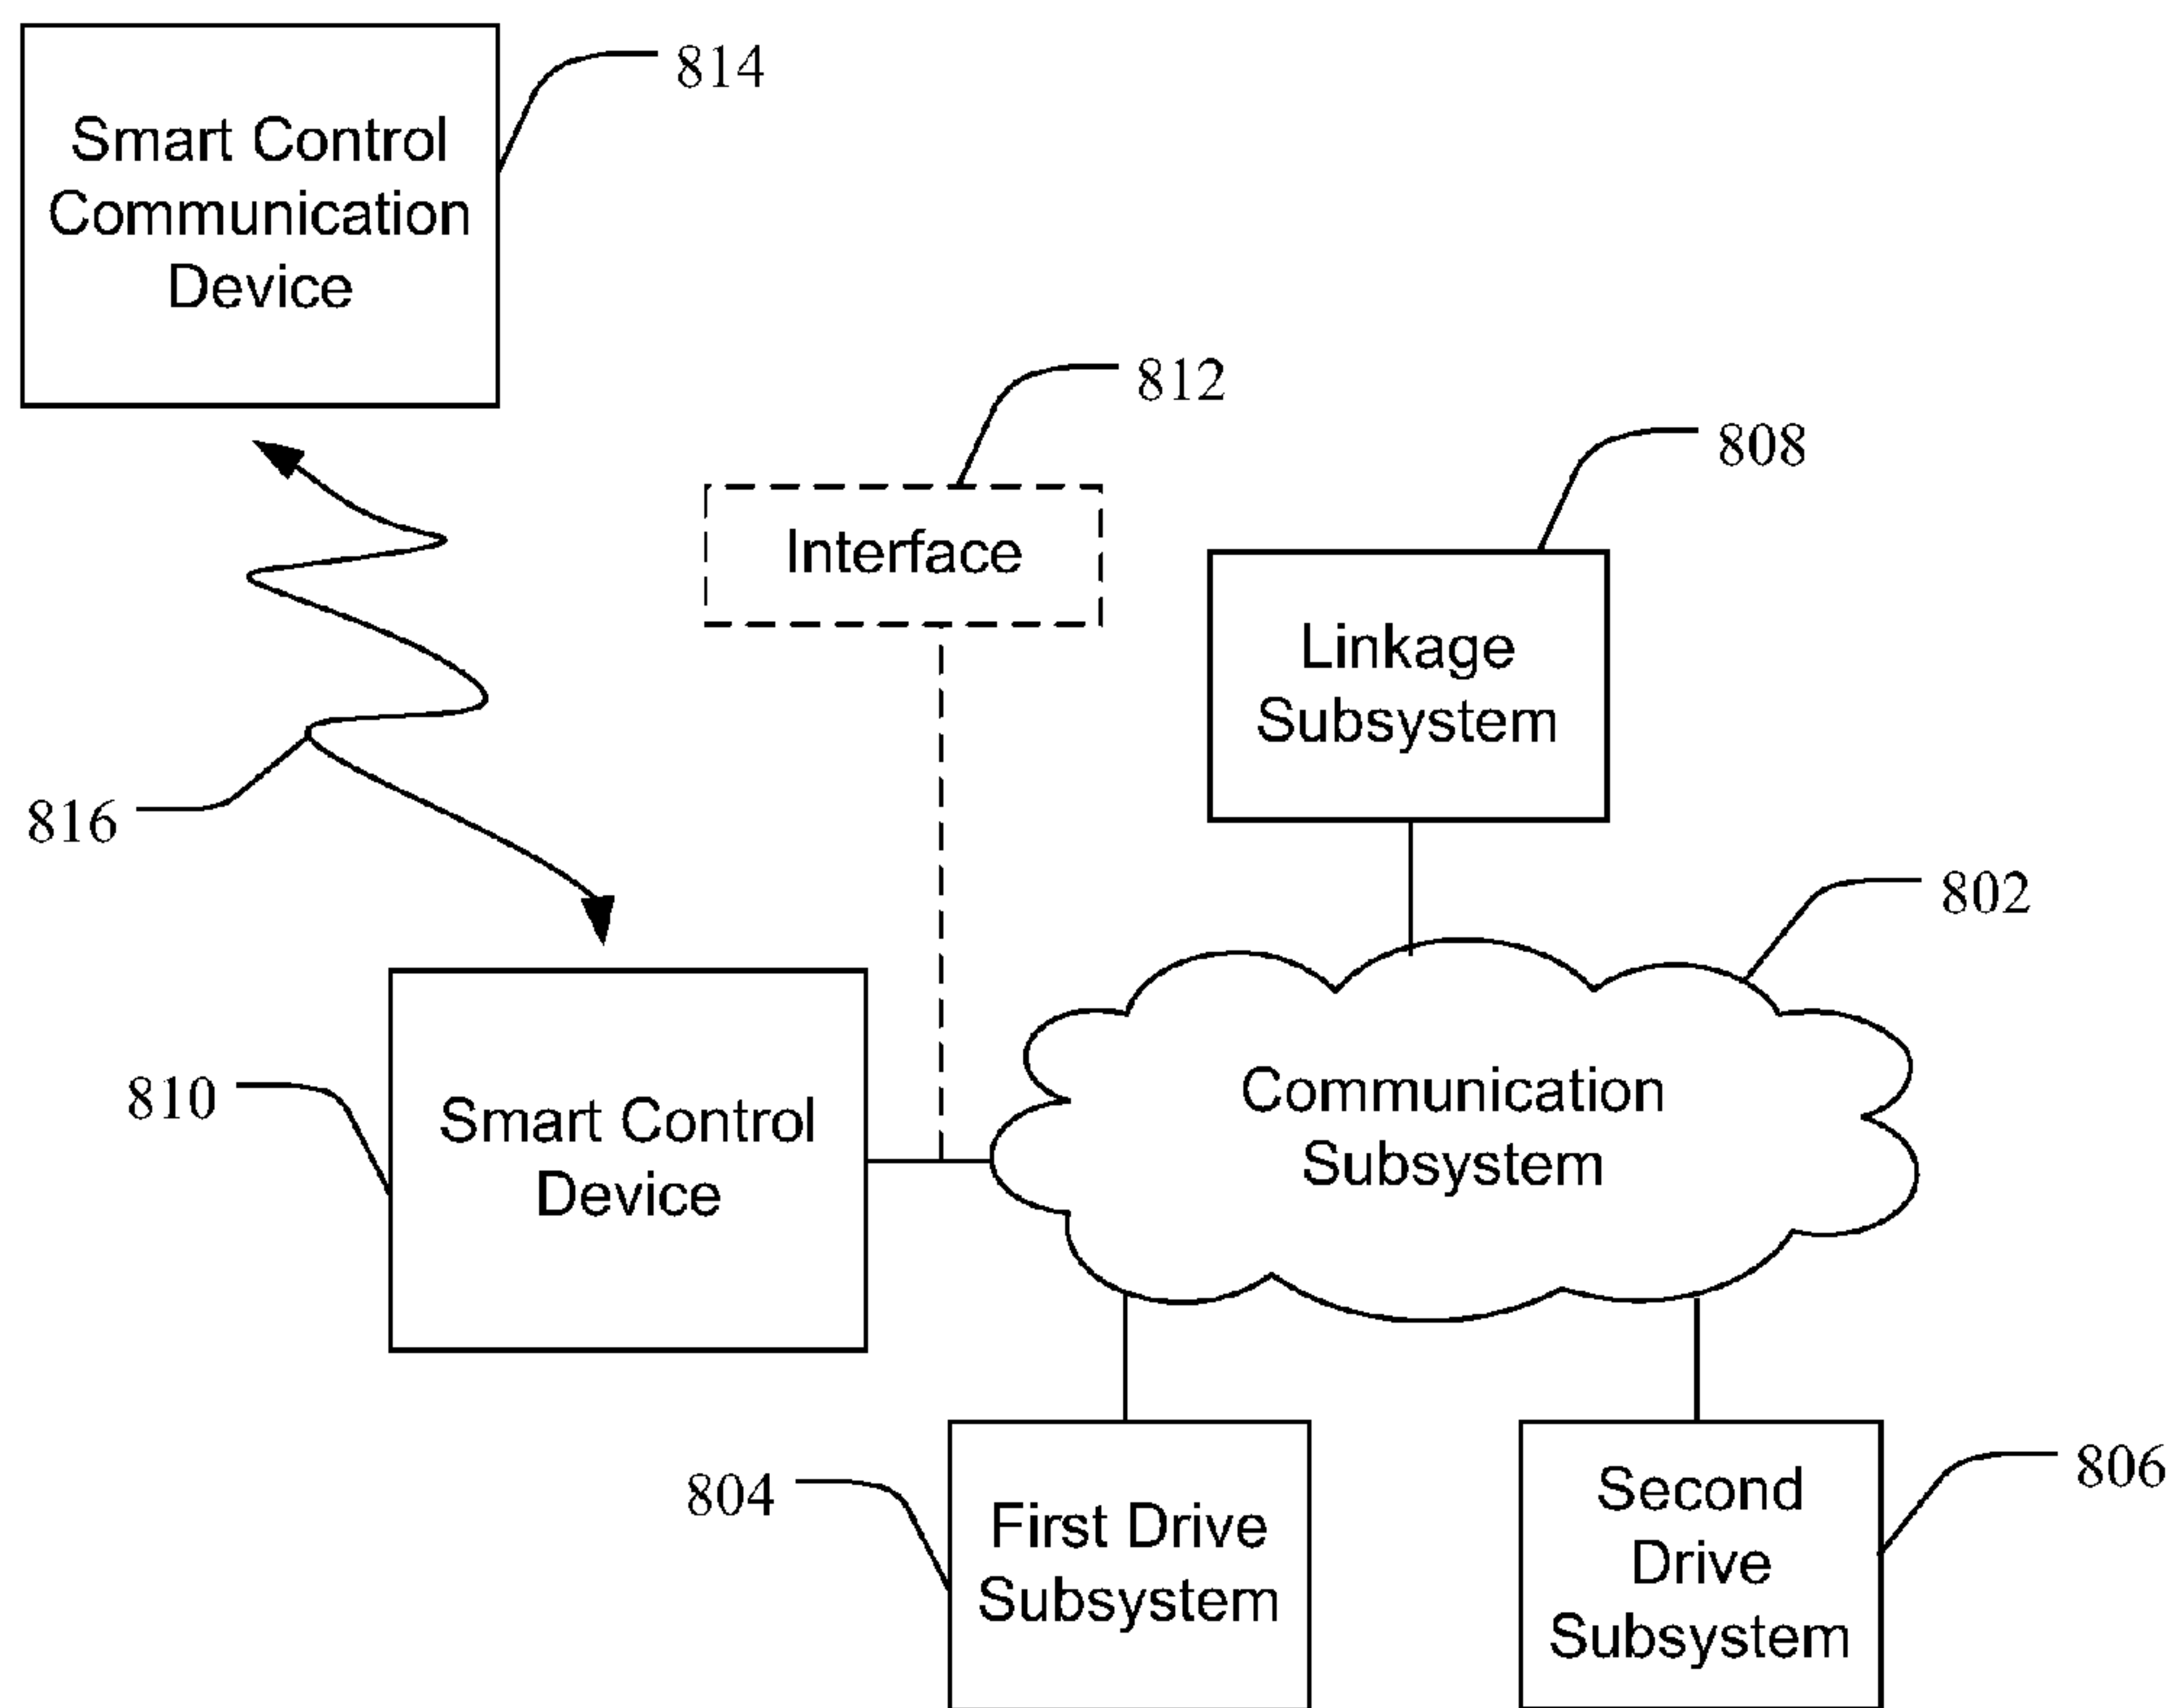 814
Smart Control
Communication
Device
812
808
Interface
Linkage
Subsystem
816
802
810
Smart Control
Device
Communication
Subsystem
804
First Drive
Subsystem
806
Second
Drive
Subsystem